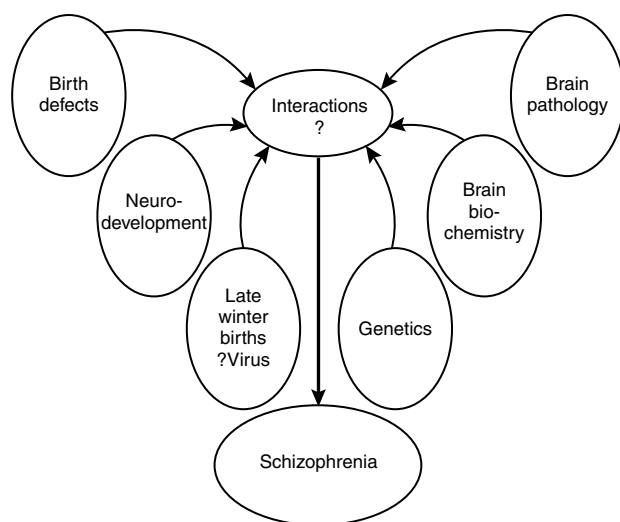 Birth
defects
Brain
pathology
Interactions
?
Neuro-
development
Brain
bio-
chemistry
Late
winter
births
?Virus
Genetics
Schizophrenia